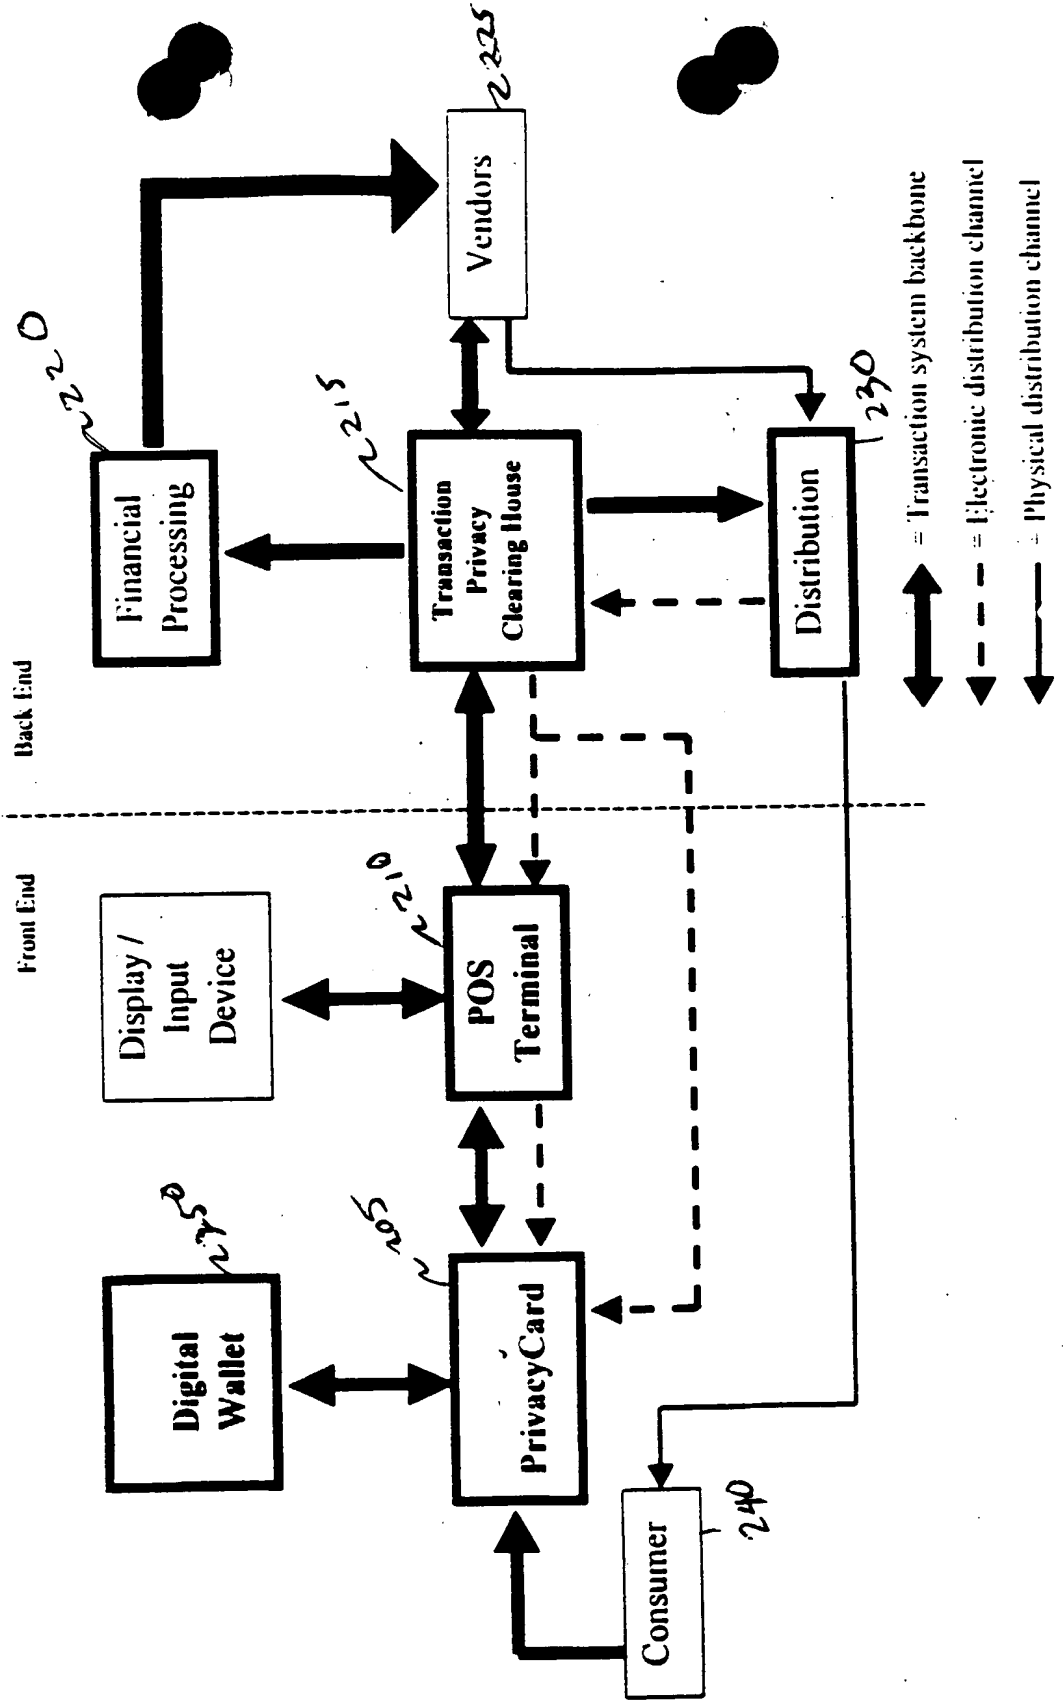 Front End
Back End
Digital
Wallet
250
Display /
Input
Device
Financial
Processing
220
PrivacyCard
205
POS
Terminal
210
Transaction
Privacy
Clearing House
215
Vendors
225
Consumer
240
Distribution
230
= Transaction system backbone
= Electronic distribution channel
= Physical distribution channel